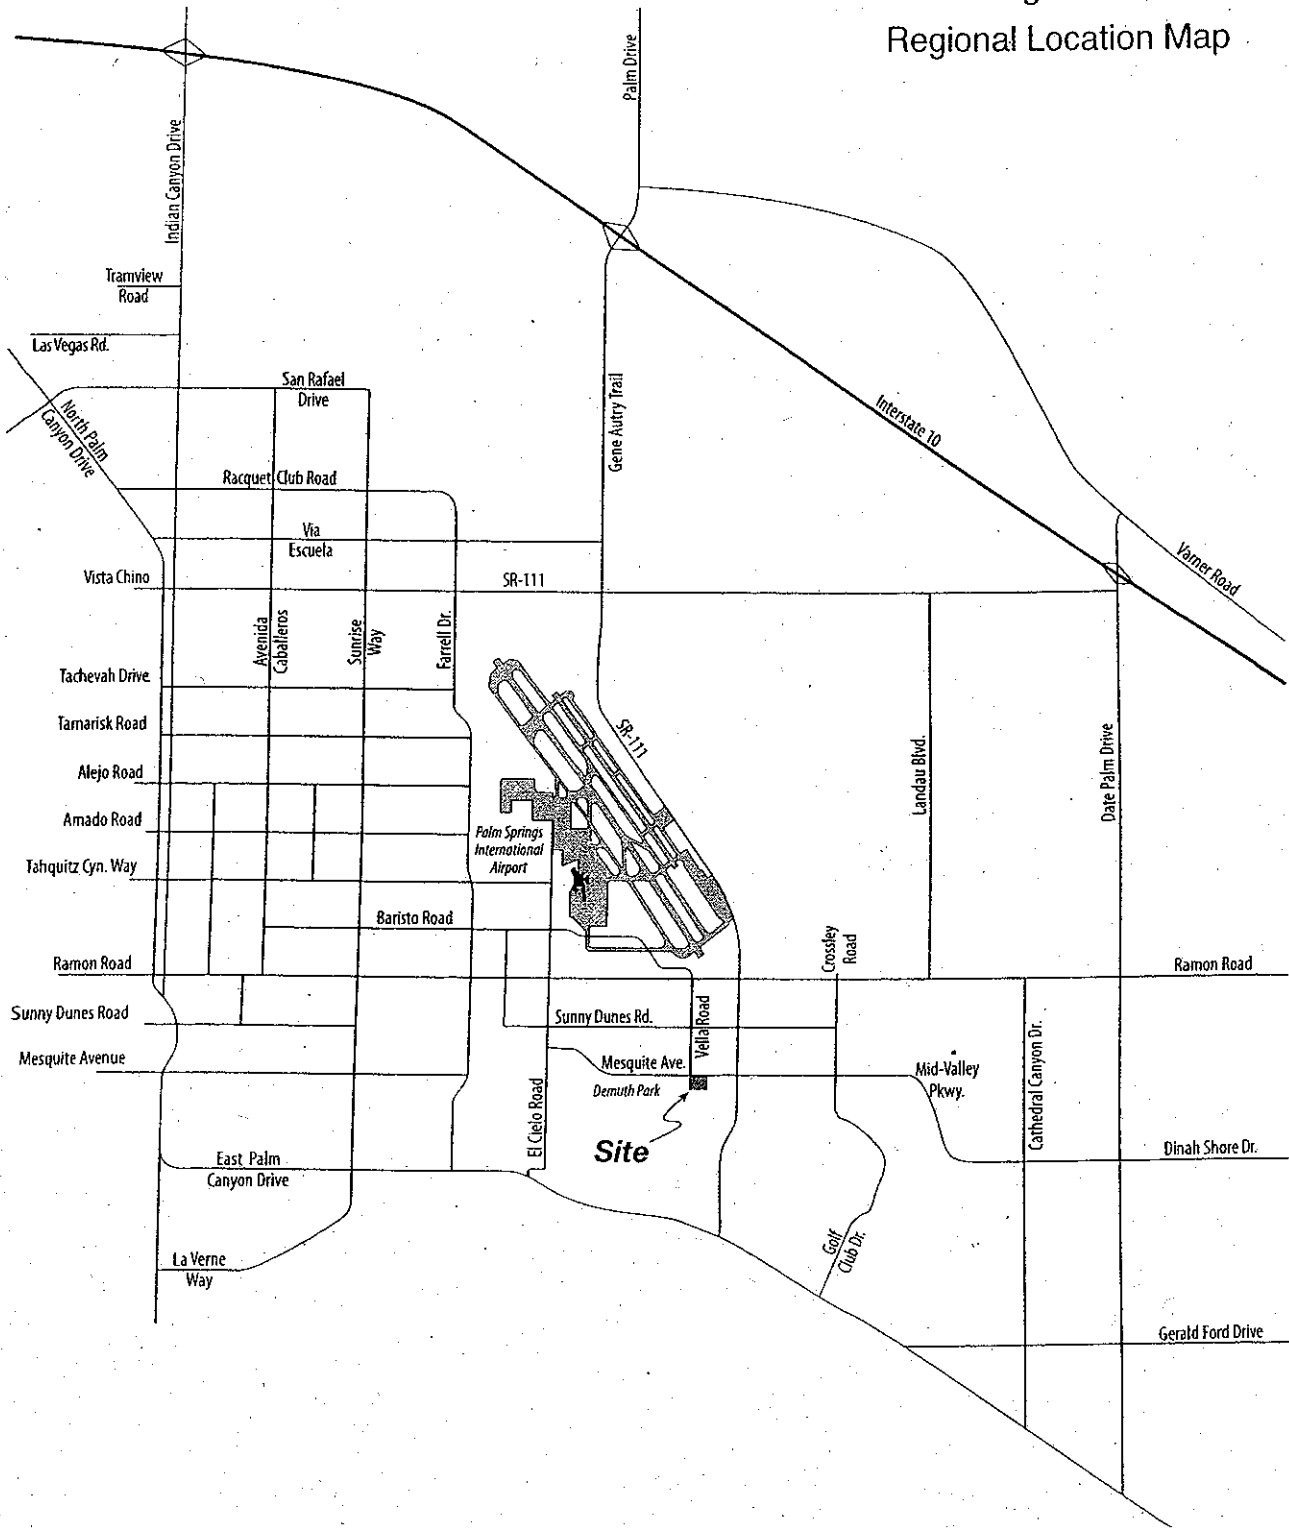 Regional Location Map
Palm Drive
Indian Canyon Drive
Tramview
Road
Las Vegas Rd.
San Rafael
Drive
North Palm
Canyon Drive
Gene Autry Trail
Interstate 10
Racquet Club Road
Via
Escuela
Vista Chino
SR-111
Varner Road
Avenida
Caballeros
Sunrise
Way
Farrell Dr.
Tachevah Drive
Tamarisk Road
SR-111
Landau Blvd.
Date Palm Drive
Alejo Road
Amado Road
Palm Springs
International
Airport
Tahquitz Cyn. Way
Baristo Road
Crossley
Road
Ramon Road
Ramon Road
Sunny Dunes Road
Sunny Dunes Rd.
Vella Road
Mesquite Avenue
Mesquite Ave.
Demuth Park
Mid-Valley
Pkwy.
Cathedral Canyon Dr.
El Cielo Road
Site
Dinah Shore Dr.
East Palm
Canyon Drive
La Verne
Way
Golf
Club Dr.
Gerald Ford Drive